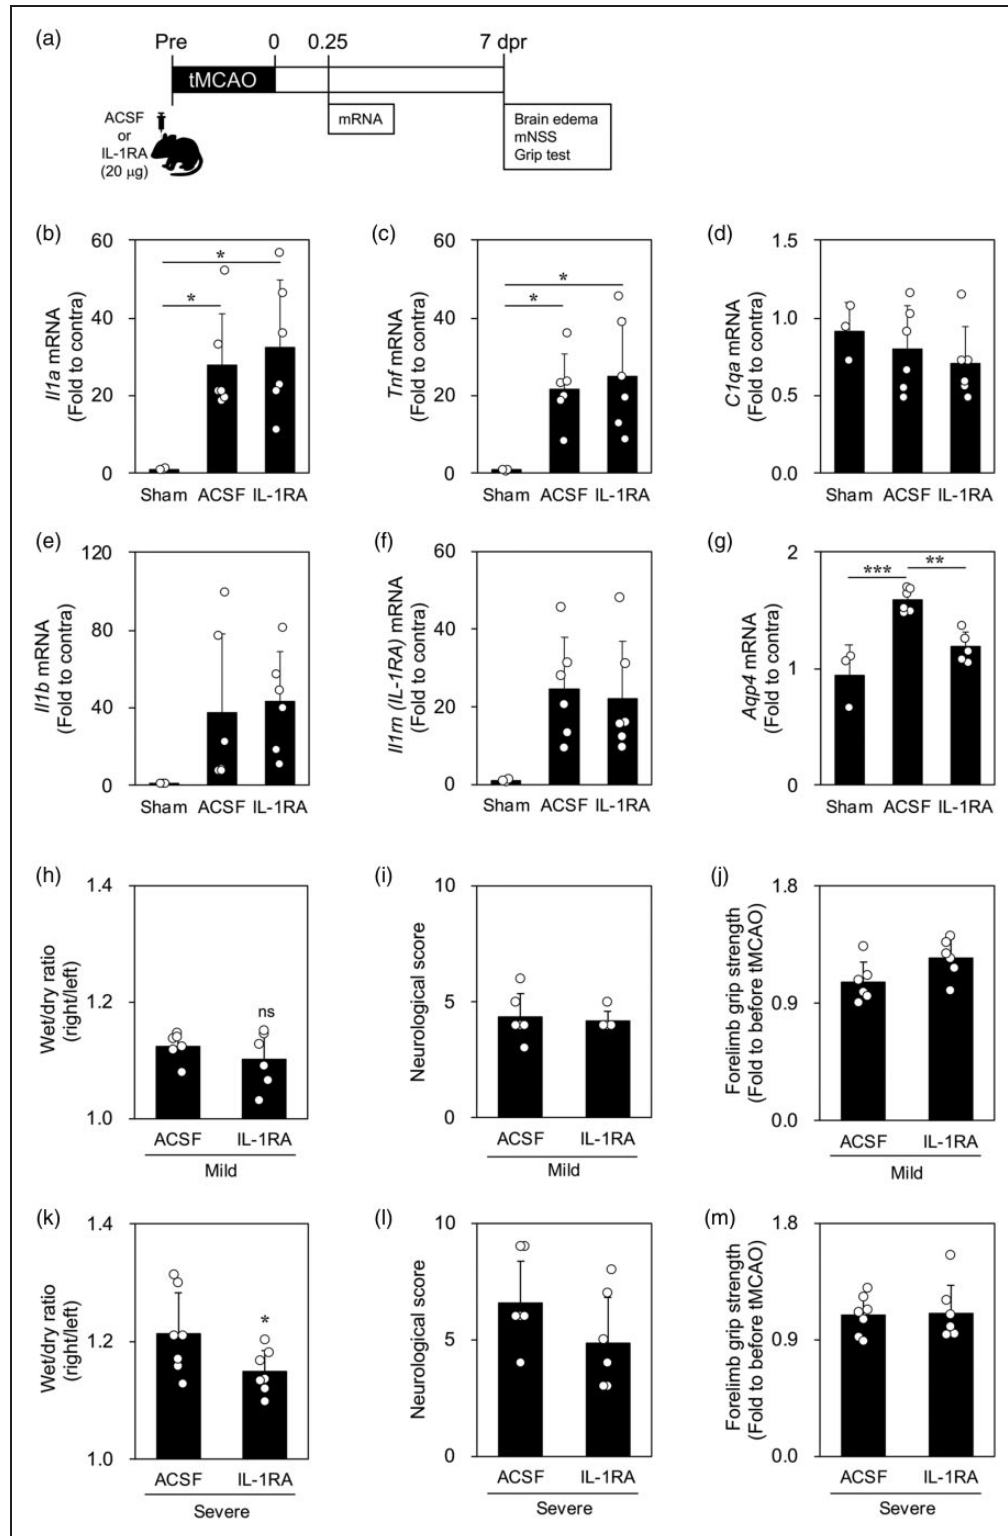 (a)
Pre 0 0.25 7 dpr
tMCAO
ACSF
or
IL-1RA
(20 μg)
mRNA
Brain edema
mNSS
Grip test
(b)
Il1a mRNA
(Fold to contra)
60
40
20
0
*
*
Sham ACSF IL-1RA
(c)
Tnf mRNA
(Fold to contra)
60
40
20
0
*
*
Sham ACSF IL-1RA
(d)
C1qa mRNA
(Fold to contra)
1.5
1.0
0.5
0.0
Sham ACSF IL-1RA
(e)
Il1b mRNA
(Fold to contra)
120
80
40
0
Sham ACSF IL-1RA
(f)
Il1rn (IL-1RA) mRNA
(Fold to contra)
60
40
20
0
Sham ACSF IL-1RA
(g)
Aqp4 mRNA
(Fold to contra)
2
1
0
*** **
Sham ACSF IL-1RA
(h)
Wet/dry ratio
(right/left)
1.4
1.2
1.0
ns
ACSF IL-1RA
Mild
(i)
Neurological score
10
5
0
ACSF IL-1RA
Mild
(j)
Forelimb grip strength
(Fold to before tMCAO)
1.8
0.9
0.0
ACSF IL-1RA
Mild
(k)
Wet/dry ratio
(right/left)
1.4
1.2
1.0
*
ACSF IL-1RA
Severe
(l)
Neurological score
10
5
0
ACSF IL-1RA
Severe
(m)
Forelimb grip strength
(Fold to before tMCAO)
1.8
0.9
0.0
ACSF IL-1RA
Severe